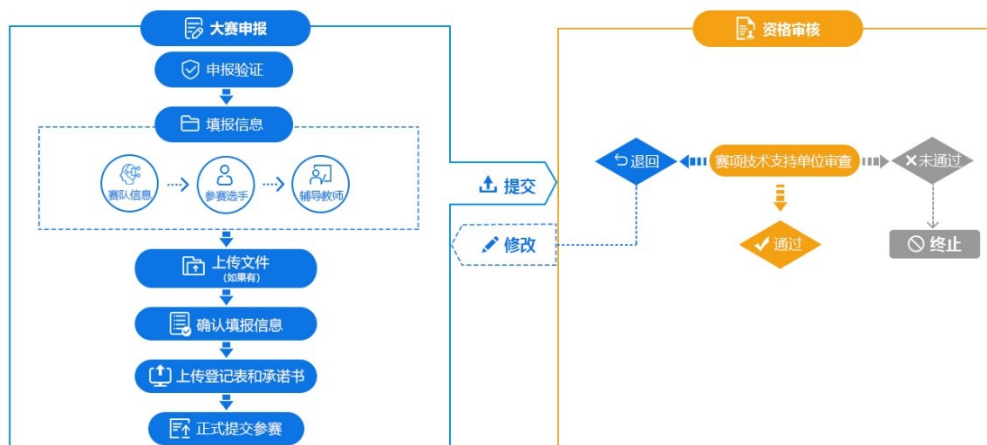 大赛申报
申报验证
填报信息
赛队信息
参赛选手
辅导教师
上传文件
(如果有)
确认填报信息
上传登记表和承诺书
正式提交参赛
提交
修改
资格审核
退回
赛项技术支持单位审查
未通过
通过
终止